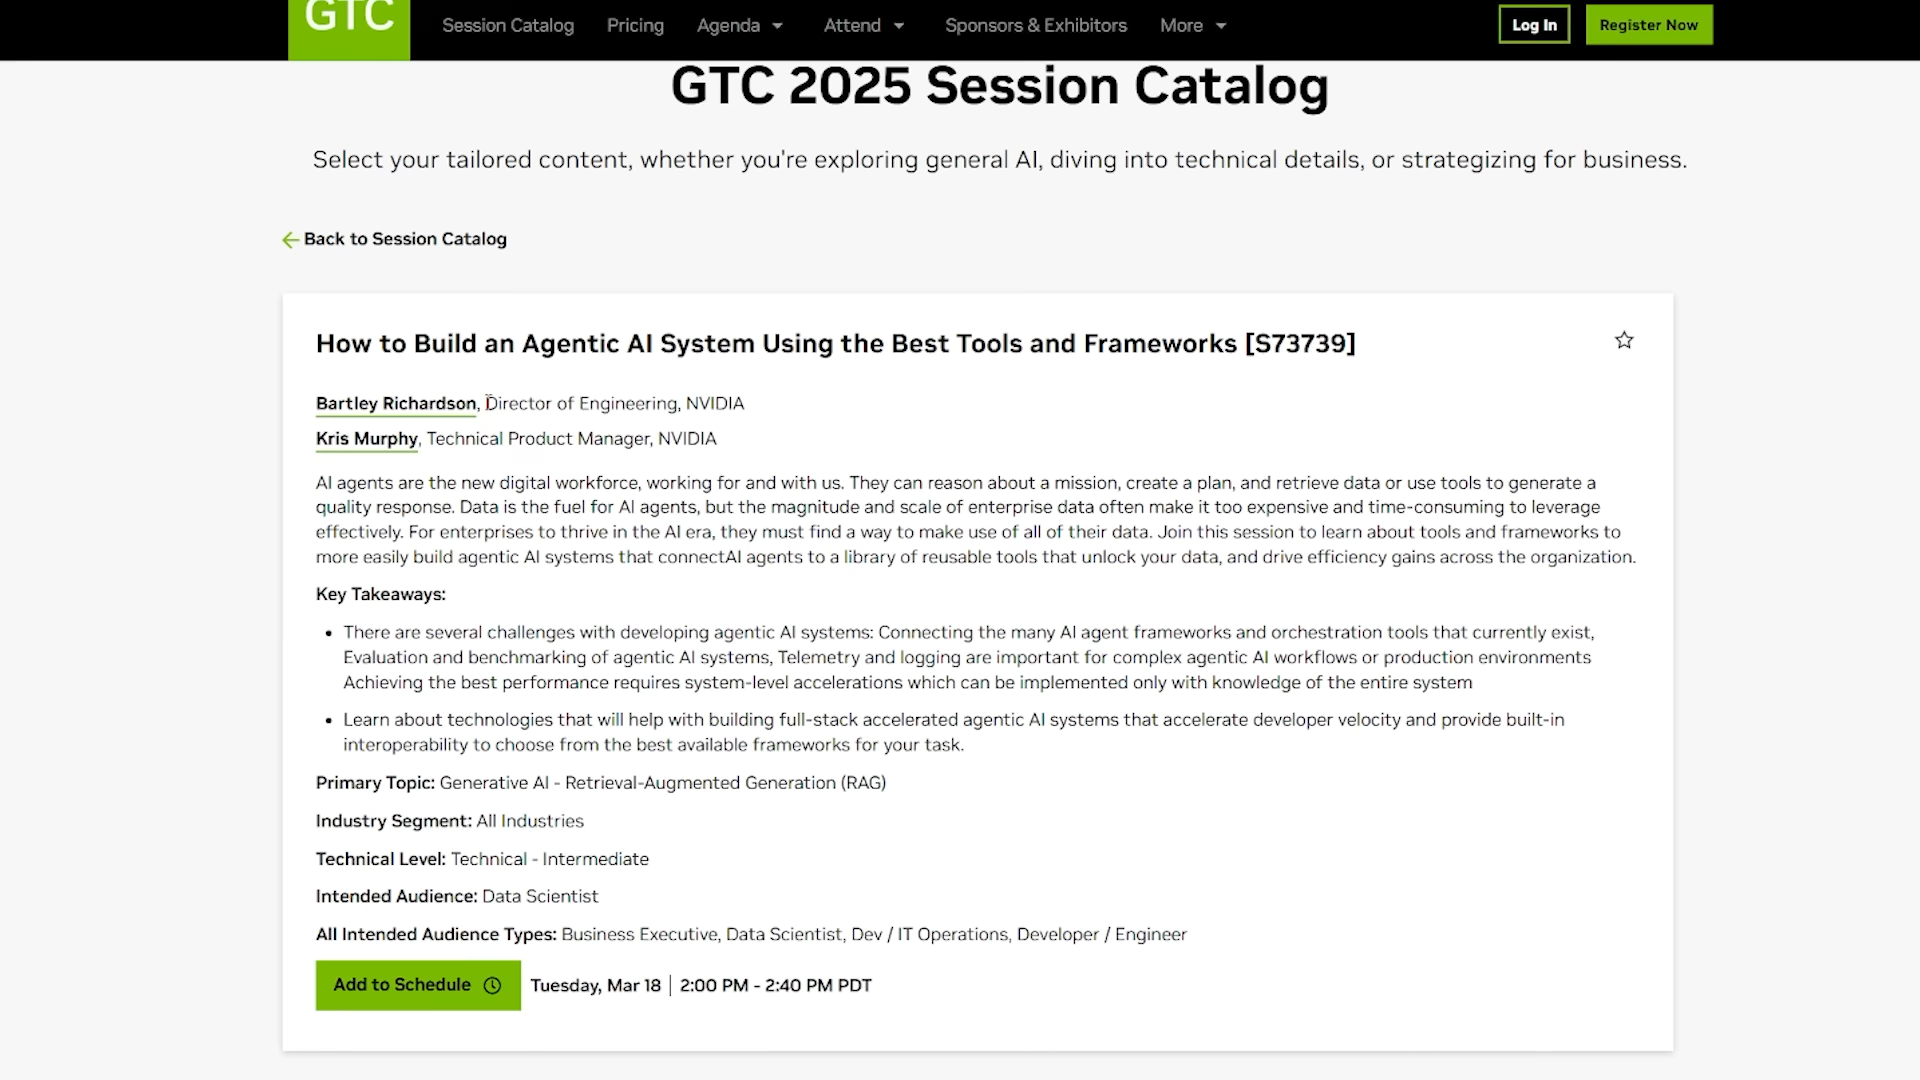 GTC
Session Catalog
Pricing
Agenda
Attend
Sponsors & Exhibitors
More
Log In
Register Now
GTC 2025 Session Catalog
Select your tailored content, whether you're exploring general AI, diving into technical details, or strategizing for business.
Back to Session Catalog
How to Build an Agentic AI System Using the Best Tools and Frameworks [S73739]
Bartley Richardson, Director of Engineering, NVIDIA
Kris Murphy, Technical Product Manager, NVIDIA
AI agents are the new digital workforce, working for and with us. They can reason about a mission, create a plan, and retrieve data or use tools to generate a
quality response. Data is the fuel for AI agents, but the magnitude and scale of enterprise data often make it too expensive and time-consuming to leverage
effectively. For enterprises to thrive in the AI era, they must find a way to make use of all of their data. Join this session to learn about tools and frameworks to
more easily build agentic AI systems that connectAI agents to a library of reusable tools that unlock your data, and drive efficiency gains across the organization.
Key Takeaways:
• There are several challenges with developing agentic AI systems: Connecting the many AI agent frameworks and orchestration tools that currently exist,
Evaluation and benchmarking of agentic AI systems, Telemetry and logging are important for complex agentic AI workflows or production environments
Achieving the best performance requires system-level accelerations which can be implemented only with knowledge of the entire system
• Learn about technologies that will help with building full-stack accelerated agentic AI systems that accelerate developer velocity and provide built-in
interoperability to choose from the best available frameworks for your task.
Primary Topic: Generative AI - Retrieval-Augmented Generation (RAG)
Industry Segment: All Industries
Technical Level: Technical - Intermediate
Intended Audience: Data Scientist
All Intended Audience Types: Business Executive, Data Scientist, Dev / IT Operations, Developer / Engineer
Add to Schedule
Tuesday, Mar 18 | 2:00 PM - 2:40 PM PDT